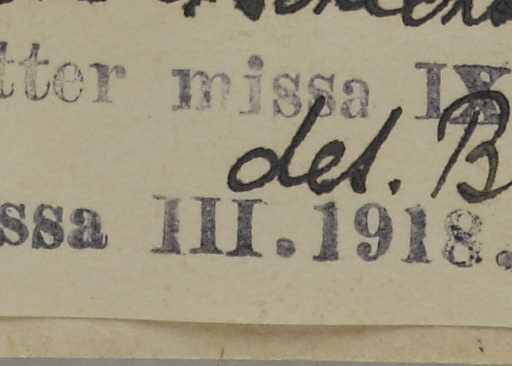 tter missa IX
del. B
ssa III.1918.